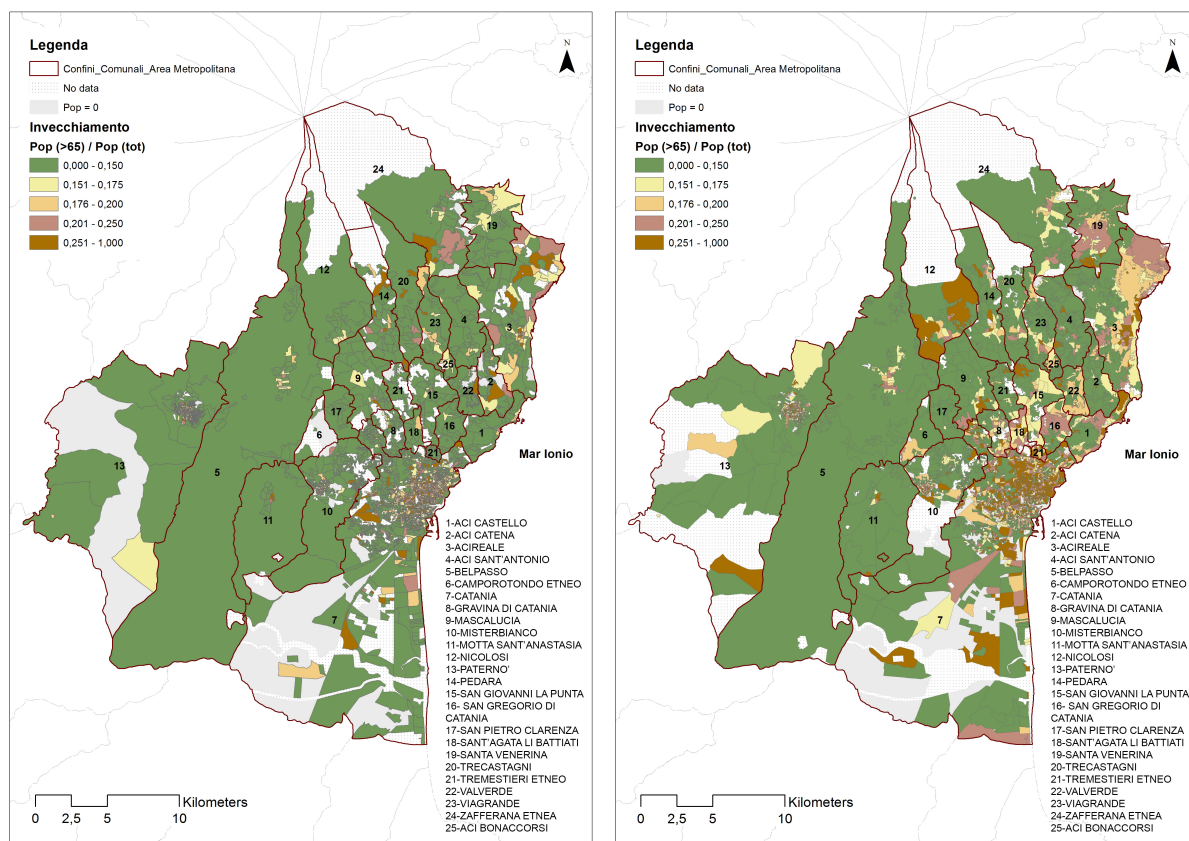 Legenda
N
Confini_Comunali_Area Metropolitana
No data
Pop = 0
Invecchiamento
Pop (>65) / Pop (tot)
0,000 - 0,150
0,151 - 0,175
0,176 - 0,200
0,201 - 0,250
0,251 - 1,000
24
19
12
20
14
3
23
4
25
9
21
15
22
2
17
6
8
18
16
1
21
Mar Ionio
13
5
11
10
7
1-ACI CASTELLO
2-ACI CATENA
3-ACIREALE
4-ACI SANT'ANTONIO
5-BELPASSO
6-CAMPOROTONDO ETNEO
7-CATANIA
8-GRAVINA DI CATANIA
9-MASCALUCIA
10-MISTERBIANCO
11-MOTTA SANT'ANASTASIA
12-NICOLOSI
13-PATERNO'
14-PEDARA
15-SAN GIOVANNI LA PUNTA
16- SAN GREGORIO DI
CATANIA
17-SAN PIETRO CLARENZA
18-SANT'AGATA LI BATTIATI
19-SANTA VENERINA
20-TRECASTAGNI
21-TREMESTIERI ETNEO
22-VALVERDE
23-VIAGRANDE
24-ZAFFERANA ETNEA
25-ACI BONACCORSI
Kilometers
0 2,5 5 10
Legenda
N
Confini_Comunali_Area Metropolitana
No data
Pop = 0
Invecchiamento
Pop (>65) / Pop (tot)
0,000 - 0,150
0,151 - 0,175
0,176 - 0,200
0,201 - 0,250
0,251 - 1,000
24
19
12
20
14
23
4
3
25
9
21
15
22
2
17
6
8
18
16
1
21
Mar Ionio
13
5
11
10
7
1-ACI CASTELLO
2-ACI CATENA
3-ACIREALE
4-ACI SANT'ANTONIO
5-BELPASSO
6-CAMPOROTONDO ETNEO
7-CATANIA
8-GRAVINA DI CATANIA
9-MASCALUCIA
10-MISTERBIANCO
11-MOTTA SANT'ANASTASIA
12-NICOLOSI
13-PATERNO'
14-PEDARA
15-SAN GIOVANNI LA PUNTA
16- SAN GREGORIO DI
CATANIA
17-SAN PIETRO CLARENZA
18-SANT'AGATA LI BATTIATI
19-SANTA VENERINA
20-TRECASTAGNI
21-TREMESTIERI ETNEO
22-VALVERDE
23-VIAGRANDE
24-ZAFFERANA ETNEA
25-ACI BONACCORSI
Kilometers
0 2,5 5 10